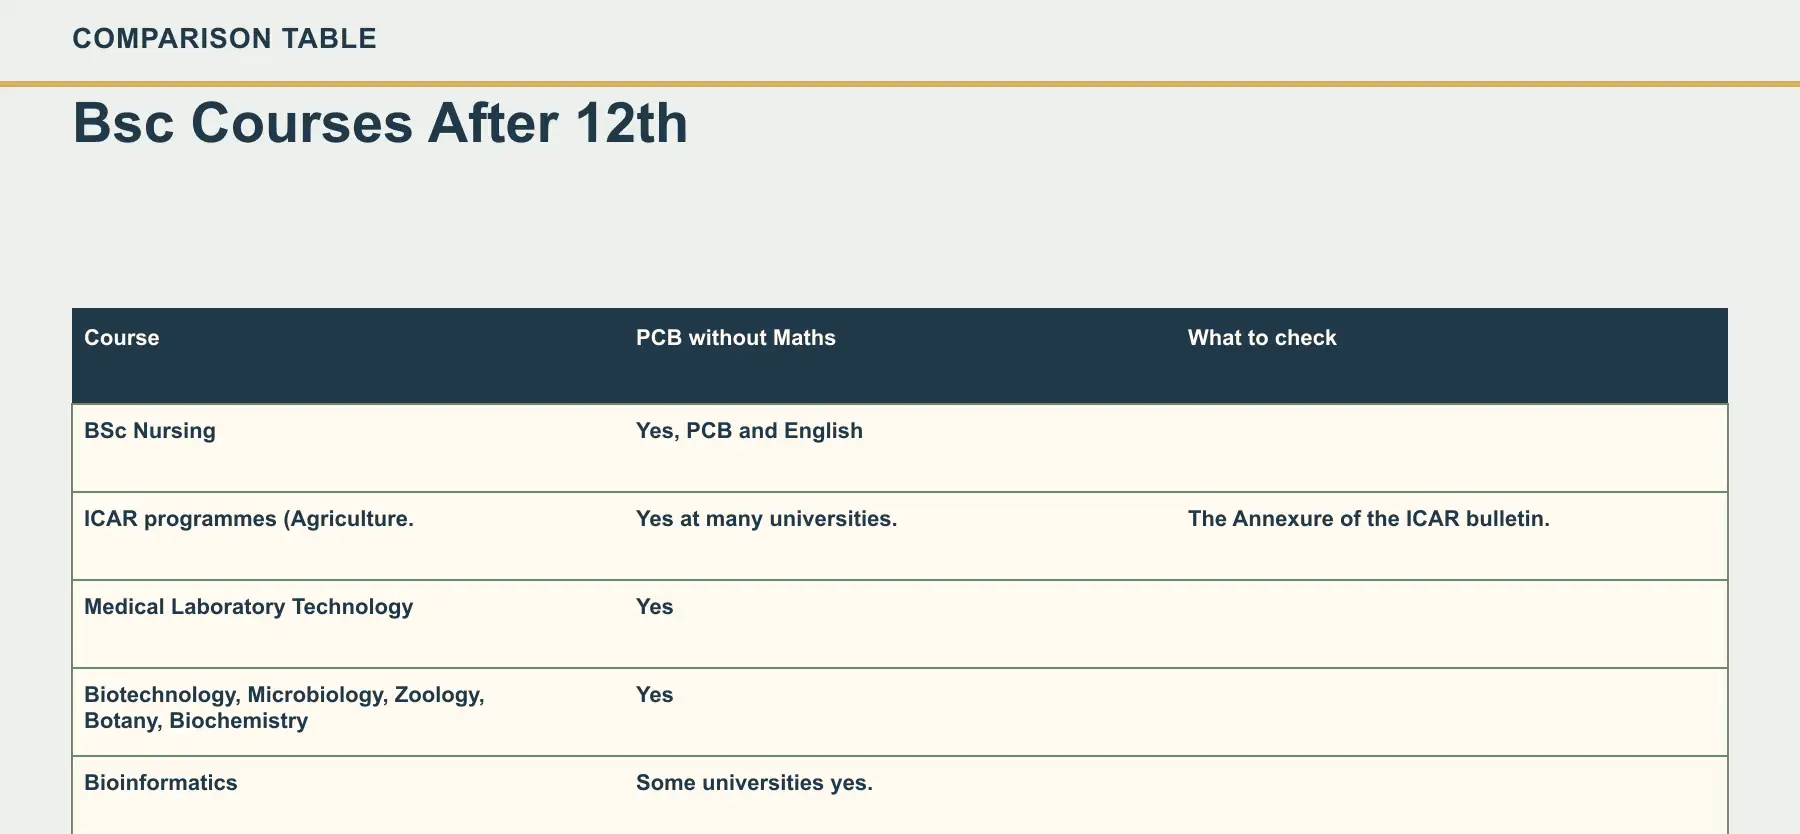 COMPARISON TABLE
Bsc Courses After 12th
Course PCB without Maths What to check
BSc Nursing Yes, PCB and English
ICAR programmes (Agriculture. Yes at many universities. The Annexure of the ICAR bulletin.
Medical Laboratory Technology Yes
Biotechnology, Microbiology, Zoology, Yes
Botany, Biochemistry
Bioinformatics Some universities yes.